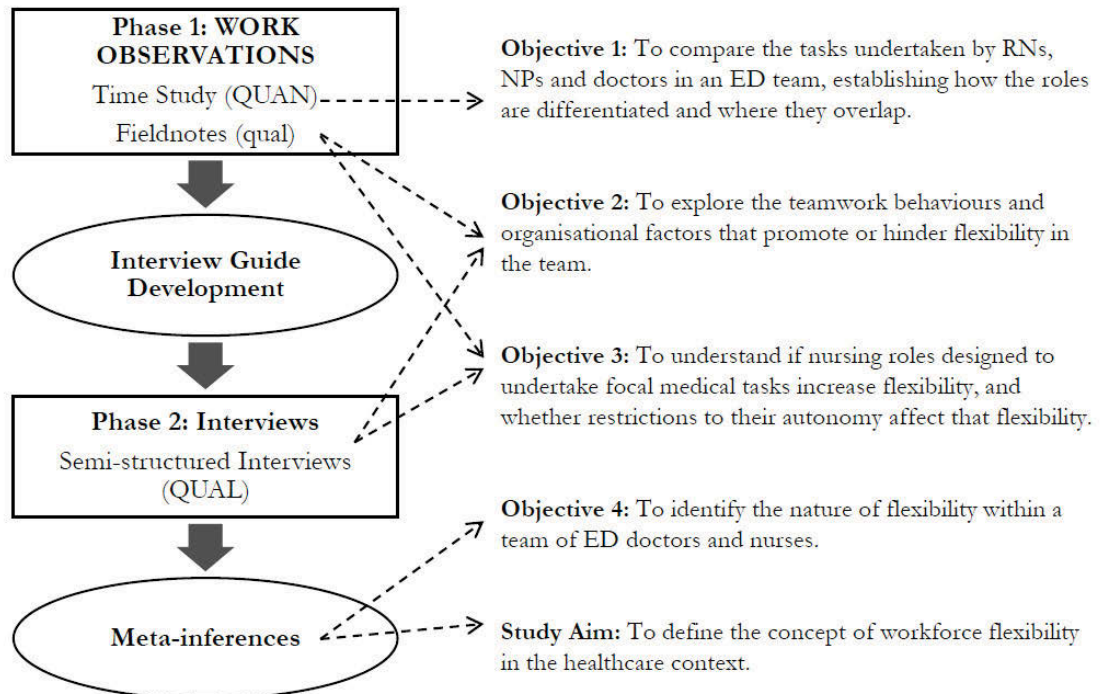 Phase 1: WORK
OBSERVATIONS
Time Study (QUAN)
Fieldnotes (qual)
Interview Guide
Development
Phase 2: Interviews
Semi-structured Interviews
(QUAL)
Meta-inferences
Objective 1: To compare the tasks undertaken by RNs,
NPs and doctors in an ED team, establishing how the roles
are differentiated and where they overlap.
Objective 2: To explore the teamwork behaviours and
organisational factors that promote or hinder flexibility in
the team.
Objective 3: To understand if nursing roles designed to
undertake focal medical tasks increase flexibility, and
whether restrictions to their autonomy affect that flexibility.
Objective 4: To identify the nature of flexibility within a
team of ED doctors and nurses.
Study Aim: To define the concept of workforce flexibility
in the healthcare context.